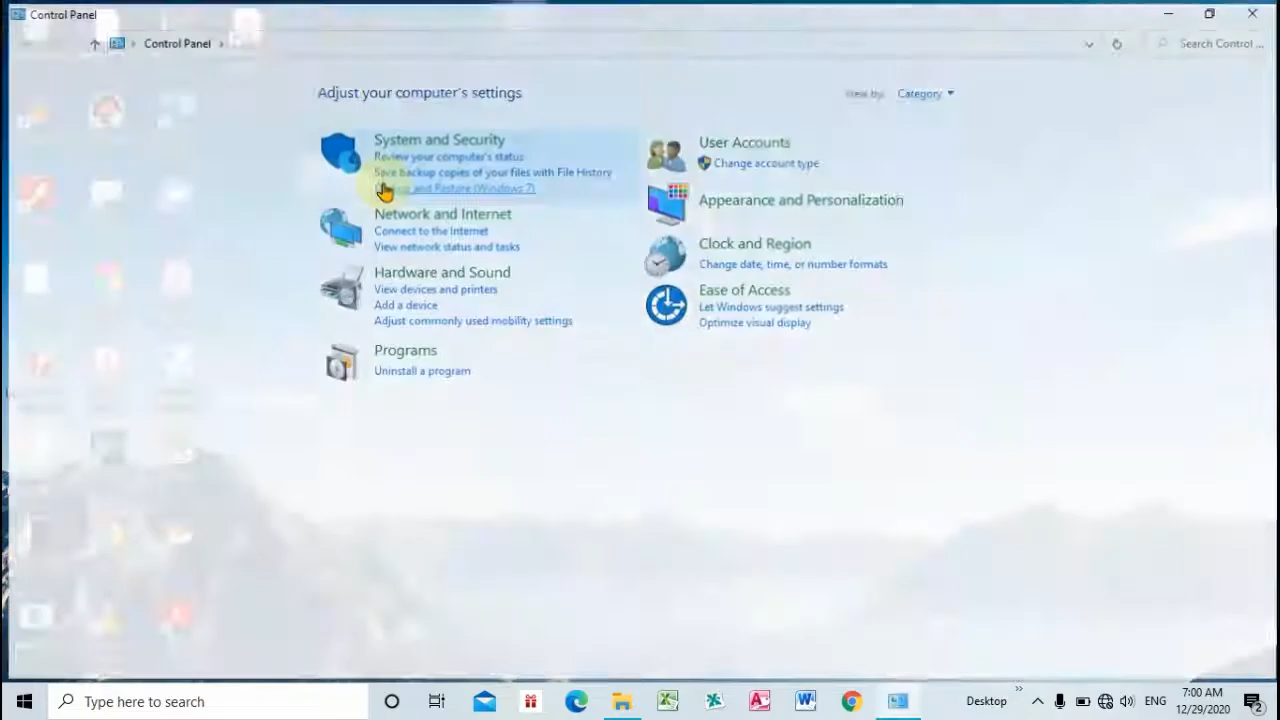 Control Panel
Control Panel
Search Control ...
Adjust your computer's settings
View by: Category
System and Security
Review your computer's status
Save backup copies of your files with File History
and Restore (Windows 7)
Network and Internet
Connect to the Internet
View network status and tasks
Hardware and Sound
View devices and printers
Add a device
Adjust commonly used mobility settings
Programs
Uninstall a program
User Accounts
Change account type
Appearance and Personalization
Clock and Region
Change date, time, or number formats
Ease of Access
Let Windows suggest settings
Optimize visual display
Type here to search
Desktop
ENG
7:00 AM
12/29/2020
2